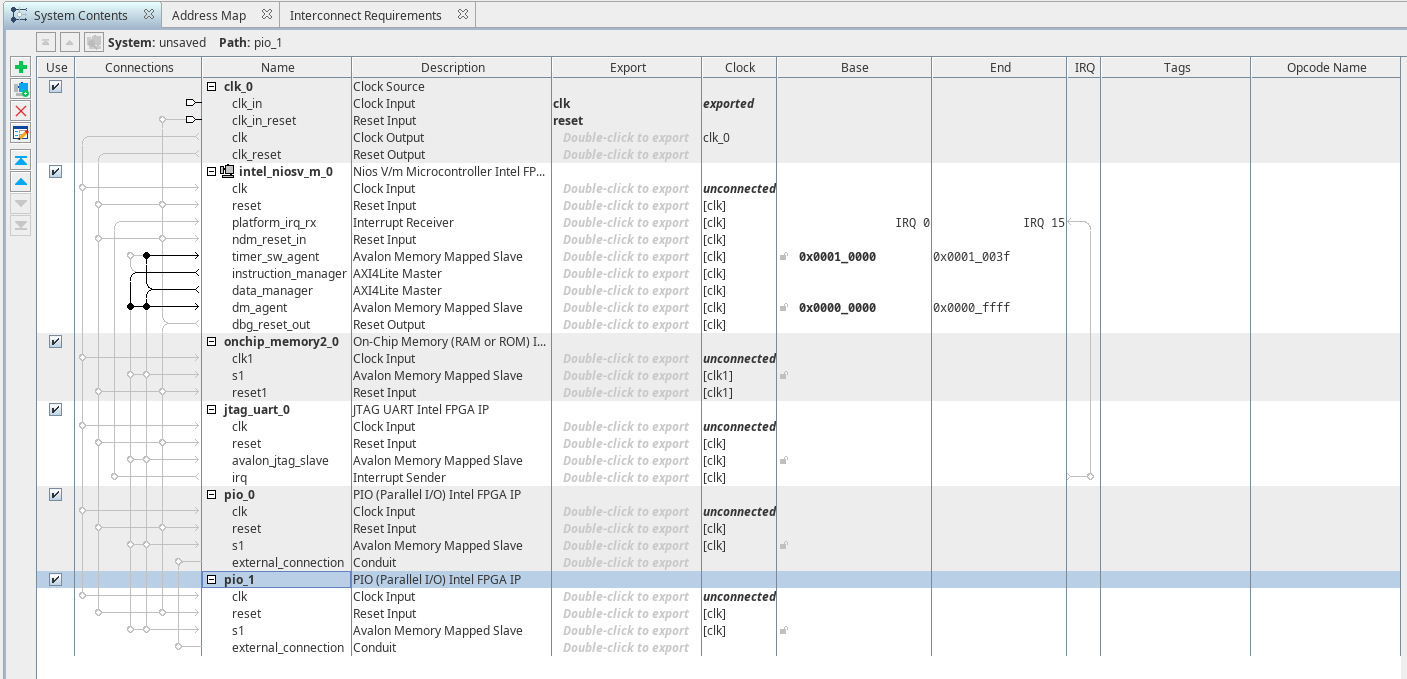 System Contents Address Map Interconnect Requirements
System: unsaved Path: pio_1
Use Connections Name Description Export Clock Base End IRQ Tags Opcode Name
clk_0 Clock Source
clk_in Clock Input clk exported
clk_in_reset Reset Input reset
clk Clock Output Double-click to export clk_0
clk_reset Reset Output Double-click to export
intel_niosv_m_0 Nios V/m Microcontroller Intel FP...
clk Clock Input Double-click to export unconnected
reset Reset Input Double-click to export [clk]
platform_irq_rx Interrupt Receiver Double-click to export [clk] IRQ 0 IRQ 15
ndm_reset_in Reset Input Double-click to export [clk]
timer_sw_agent Avalon Memory Mapped Slave Double-click to export [clk] 0x0001_0000 0x0001_003f
instruction_manager AXI4Lite Master Double-click to export [clk]
data_manager AXI4Lite Master Double-click to export [clk]
dm_agent Avalon Memory Mapped Slave Double-click to export [clk] 0x0000_0000 0x0000_ffff
dbg_reset_out Reset Output Double-click to export [clk]
onchip_memory2_0 On-Chip Memory (RAM or ROM) I...
clk1 Clock Input Double-click to export unconnected
s1 Avalon Memory Mapped Slave Double-click to export [clk1]
reset1 Reset Input Double-click to export [clk1]
jtag_uart_0 JTAG UART Intel FPGA IP
clk Clock Input Double-click to export unconnected
reset Reset Input Double-click to export [clk]
avalon_jtag_slave Avalon Memory Mapped Slave Double-click to export [clk]
irq Interrupt Sender Double-click to export [clk]
pio_0 PIO (Parallel I/O) Intel FPGA IP
clk Clock Input Double-click to export unconnected
reset Reset Input Double-click to export [clk]
s1 Avalon Memory Mapped Slave Double-click to export [clk]
external_connection Conduit Double-click to export
pio_1 PIO (Parallel I/O) Intel FPGA IP
clk Clock Input Double-click to export unconnected
reset Reset Input Double-click to export [clk]
s1 Avalon Memory Mapped Slave Double-click to export [clk]
external_connection Conduit Double-click to export